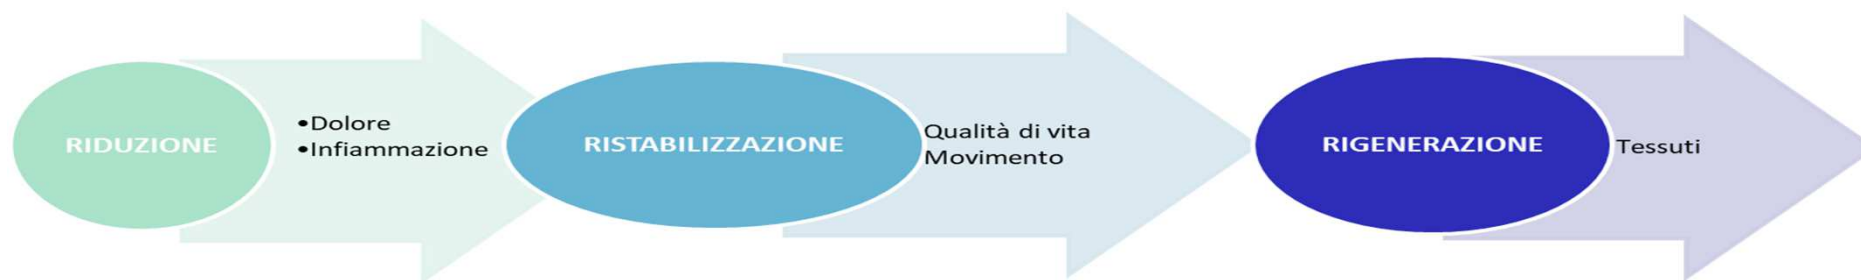 RIDUZIONE
•Dolore
•Infiammazione
RISTABILIZZAZIONE
Qualità di vita
Movimento
RIGENERAZIONE
Tessuti